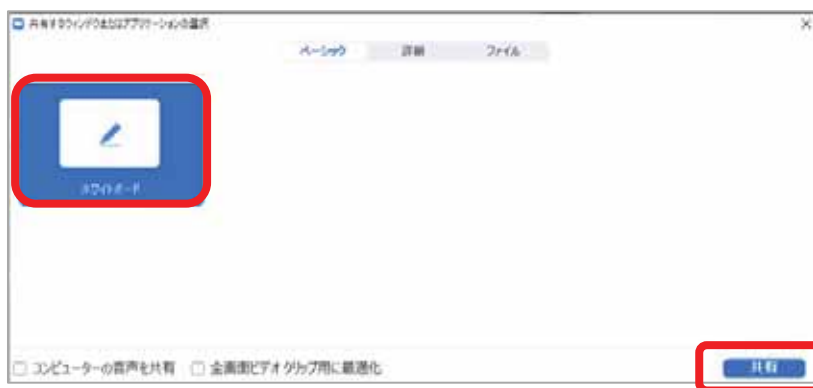 共有するウィンドウまたはアプリケーションの選択
ベーシック 詳細 ファイル
ホワイトボード
コンピューターの音声を共有 全画面ビデオ クリップ用に最適化
共有